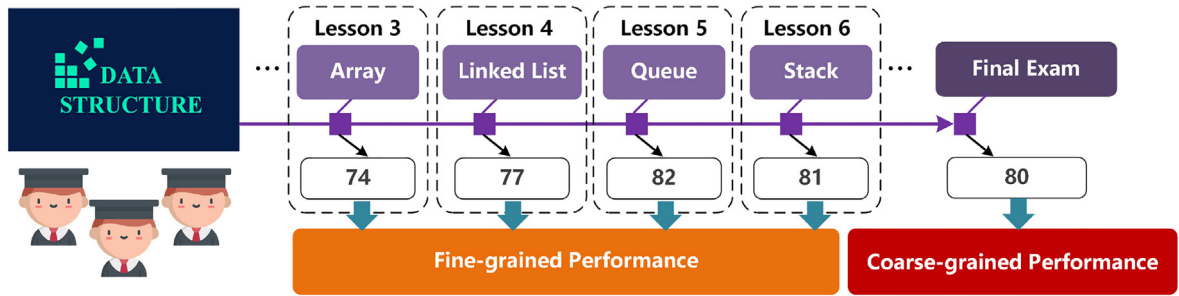 DATA
STRUCTURE
Lesson 3
Lesson 4
Lesson 5
Lesson 6
...
Array
Linked List
Queue
Stack
...
Final Exam
74
77
82
81
80
Fine-grained Performance
Coarse-grained Performance